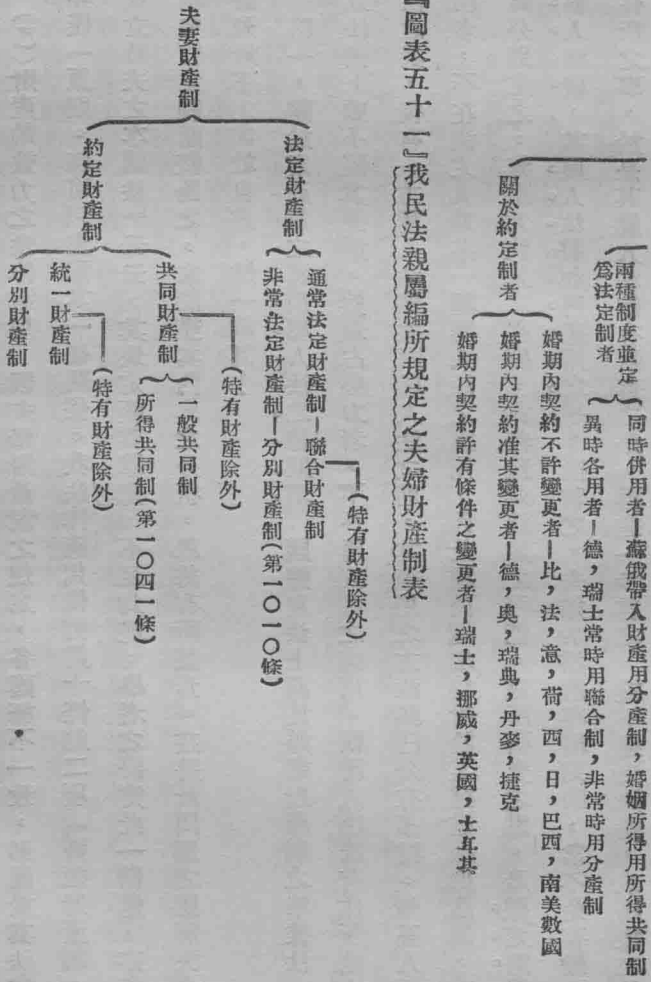 兩種制度並定
爲法定制者
同時併用者—蘇俄帶入財產用分產制，婚姻所得用所得共同制
異時各用者—德，瑞士常時用聯合制，非常時用分產制
關於約定制者
婚期內契約不許變更者—比，法，意，荷，西，日，巴西，南美數國
婚期內契約准其變更者—德，奥，瑞典，丹麥，捷克
婚期內契約許有條件之變更者—瑞士，挪威，英國，土耳其
『圖表五十一』我民法親屬編所規定之夫婦財產制表
夫妻財產制
法定財產制
通常法定財產制—聯合財產制
(特有財產除外)
非常法定財產制—分別財產制(第一〇一〇條)
約定財產制
共同財產制
(特有財產除外)
一般共同制
所得共同制(第一〇四一條)
統一財產制
(特有財產除外)
分別財產制